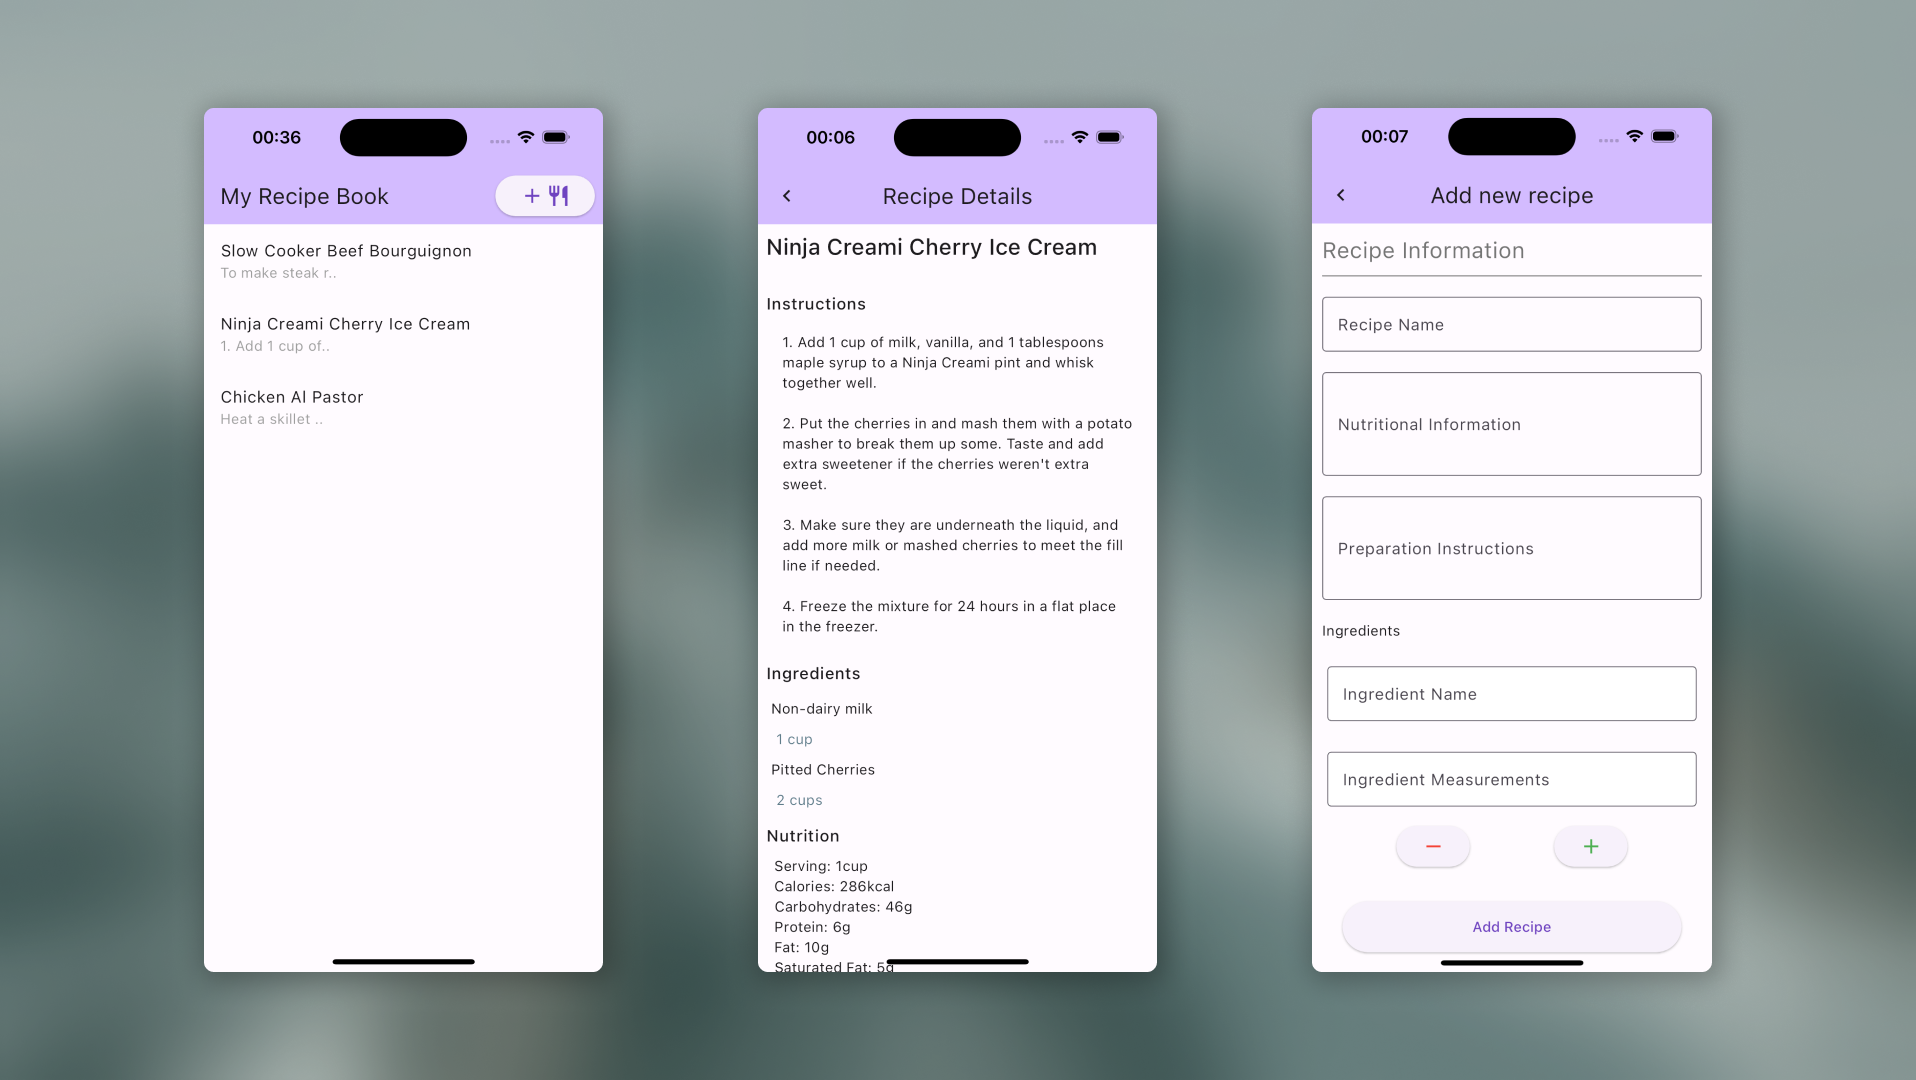 00:36
My Recipe Book
Slow Cooker Beef Bourguignon
To make steak r..
Ninja Creami Cherry Ice Cream
1. Add 1 cup of..
Chicken Al Pastor
Heat a skillet ..
00:06
Recipe Details
Ninja Creami Cherry Ice Cream
Instructions
1. Add 1 cup of milk, vanilla, and 1 tablespoons
maple syrup to a Ninja Creami pint and whisk
together well.
2. Put the cherries in and mash them with a potato
masher to break them up some. Taste and add
extra sweetener if the cherries weren't extra
sweet.
3. Make sure they are underneath the liquid, and
add more milk or mashed cherries to meet the fill
line if needed.
4. Freeze the mixture for 24 hours in a flat place
in the freezer.
Ingredients
Non-dairy milk
1 cup
Pitted Cherries
2 cups
Nutrition
Serving: 1cup
Calories: 286kcal
Carbohydrates: 46g
Protein: 6g
Fat: 10g
Saturated Fat: 5g
00:07
Add new recipe
Recipe Information
Recipe Name
Nutritional Information
Preparation Instructions
Ingredients
Ingredient Name
Ingredient Measurements
Add Recipe